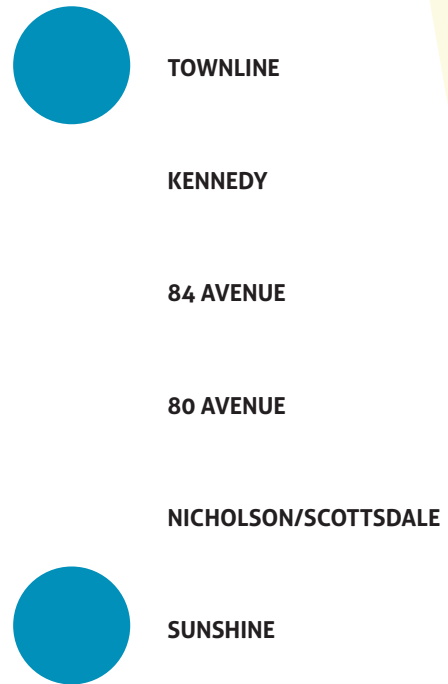 TOWNLINE
KENNEDY
84 AVENUE
80 AVENUE
NICHOLSON/SCOTTSDALE
SUNSHINE